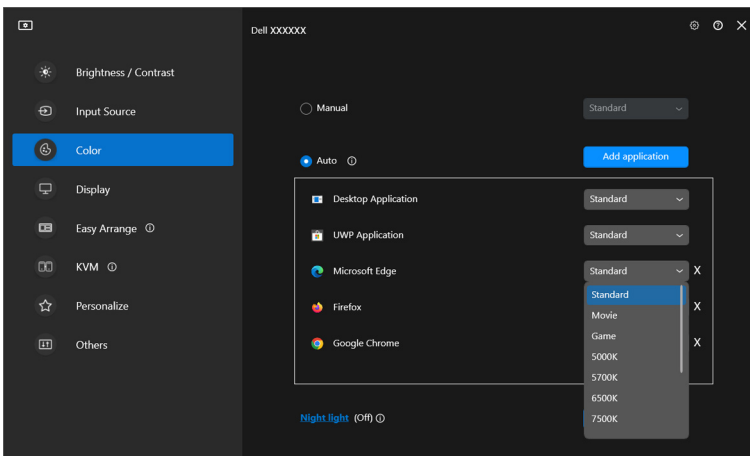 Dell XXXXXX
Brightness / Contrast
Input Source
Color
Display
Easy Arrange
KVM
Personalize
Others
Manual
Standard
Auto
Add application
Desktop Application
Standard
UWP Application
Standard
Microsoft Edge
Standard
X
Firefox
X
Google Chrome
X
Standard
Movie
Game
5000K
5700K
6500K
7500K
Night light (Off)